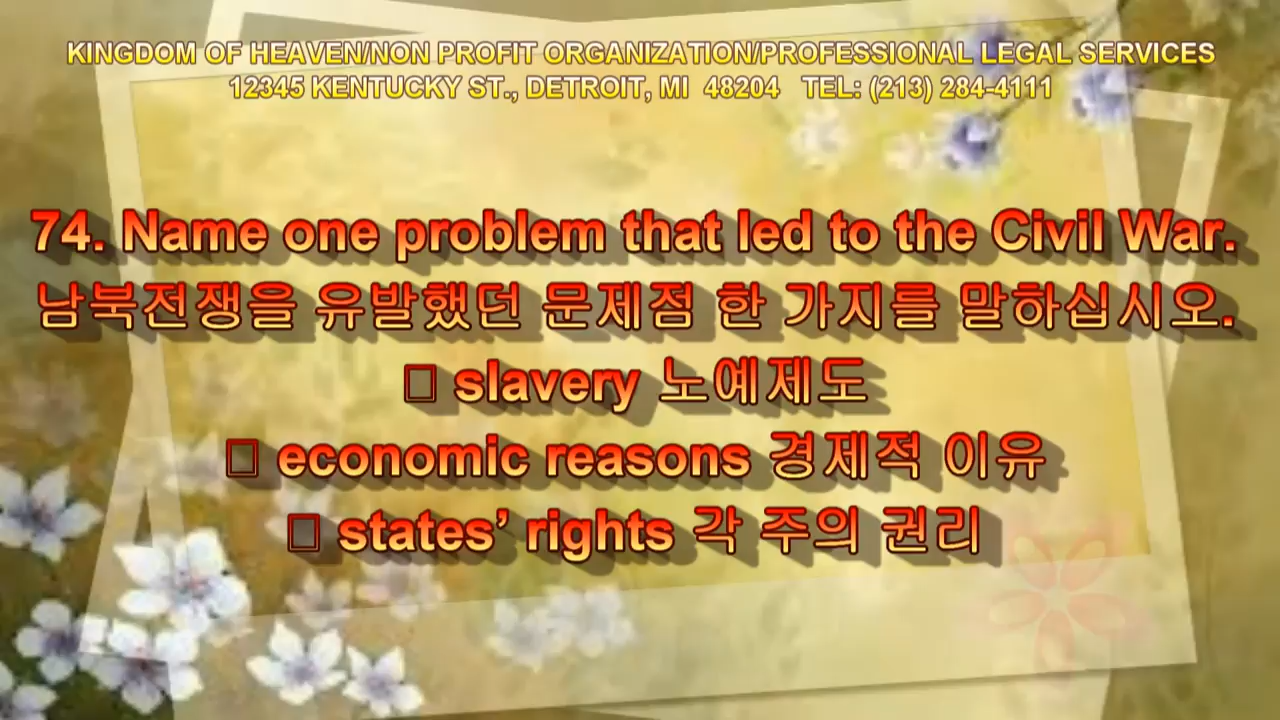 KINGDOM OF HEAVEN/NON PROFIT ORGANIZATION/PROFESSIONAL LEGAL SERVICES
12345 KENTUCKY ST., DETROIT, MI 48204 TEL: (213) 284-4111
74. Name one problem that led to the Civil War.
남북전쟁을 유발했던 문제점 한 가지를 말하십시오.
□ slavery 노예제도
□ economic reasons 경제적 이유
□ states’ rights 각 주의 권리